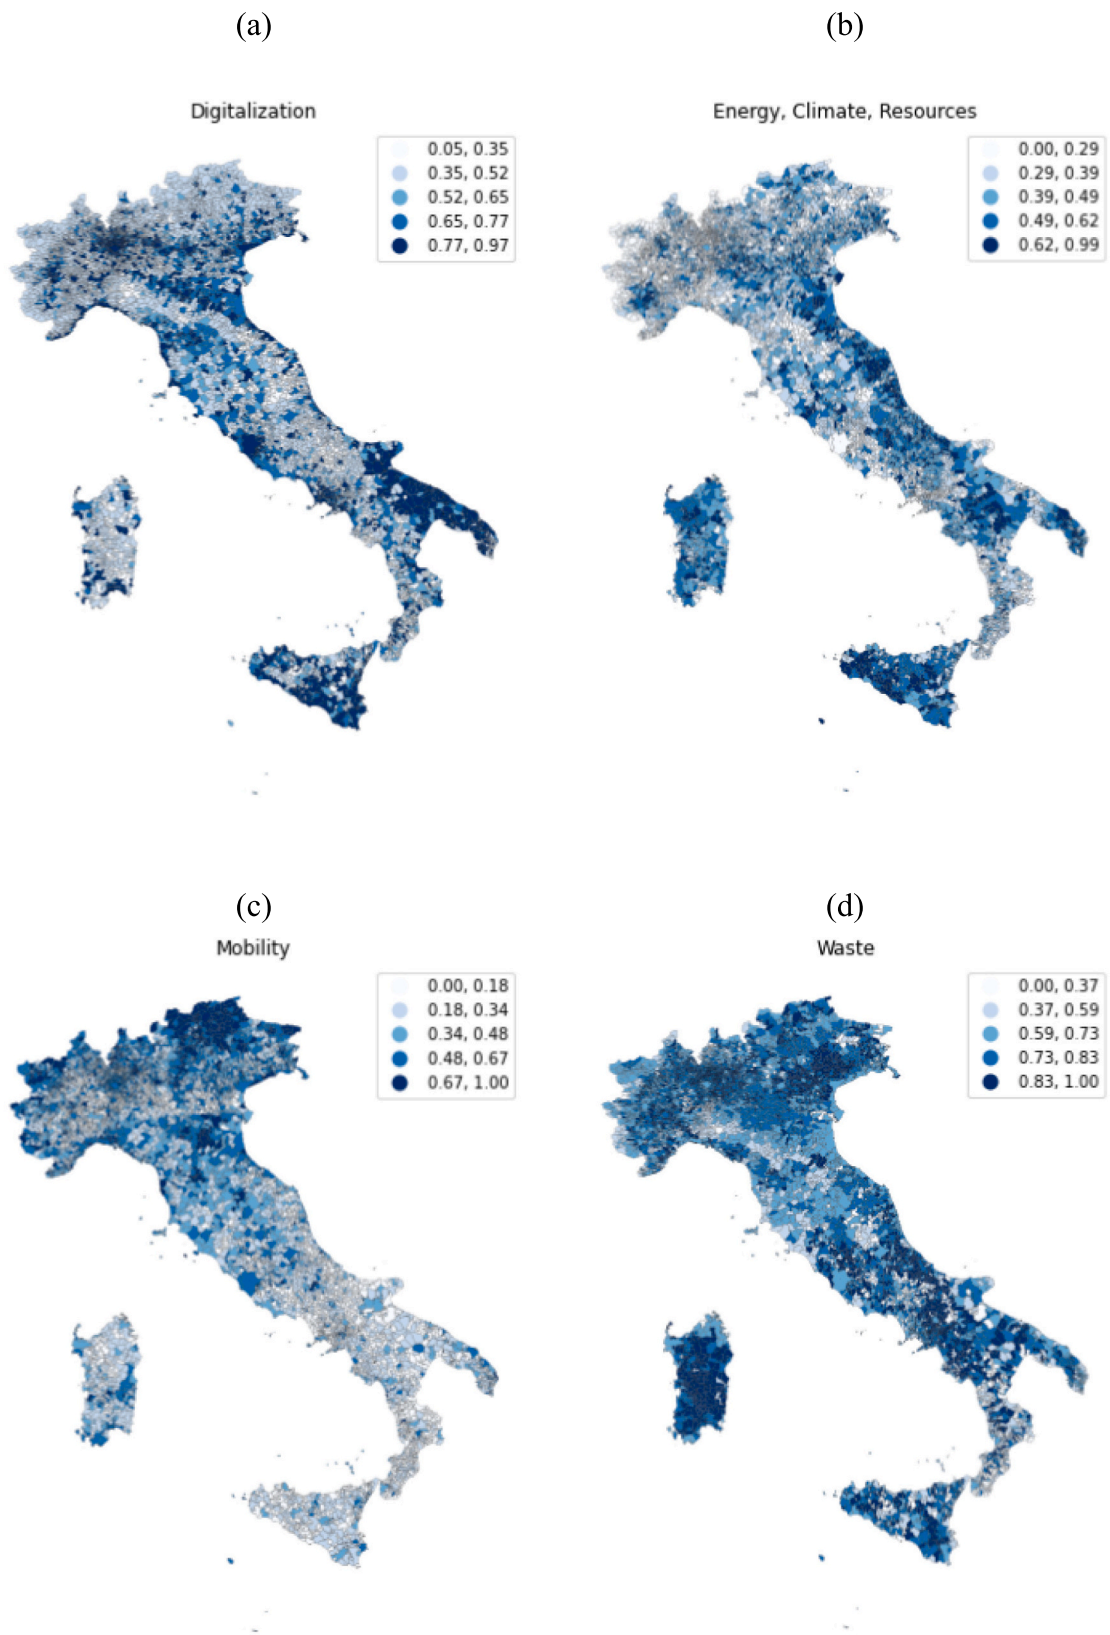 (a)
(b)
Digitalization
Energy, Climate, Resources
0.05, 0.35
0.35, 0.52
0.52, 0.65
0.65, 0.77
0.77, 0.97
0.00, 0.29
0.29, 0.39
0.39, 0.49
0.49, 0.62
0.62, 0.99
(c)
(d)
Mobility
Waste
0.00, 0.18
0.18, 0.34
0.34, 0.48
0.48, 0.67
0.67, 1.00
0.00, 0.37
0.37, 0.59
0.59, 0.73
0.73, 0.83
0.83, 1.00